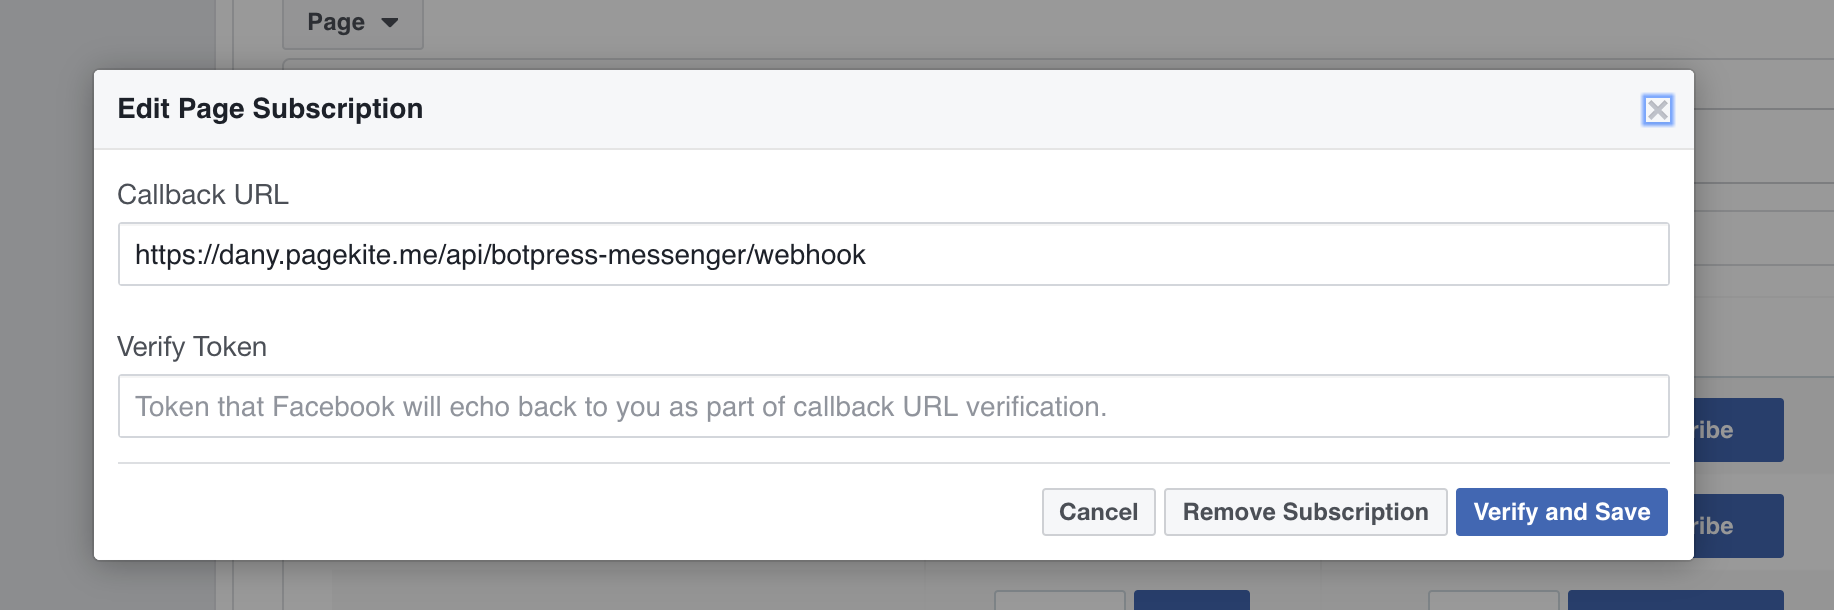 Page
Edit Page Subscription
Callback URL
https://dany.pagekite.me/api/botpress-messenger/webhook
Verify Token
Token that Facebook will echo back to you as part of callback URL verification.
ribe
Cancel Remove Subscription Verify and Save
ribe